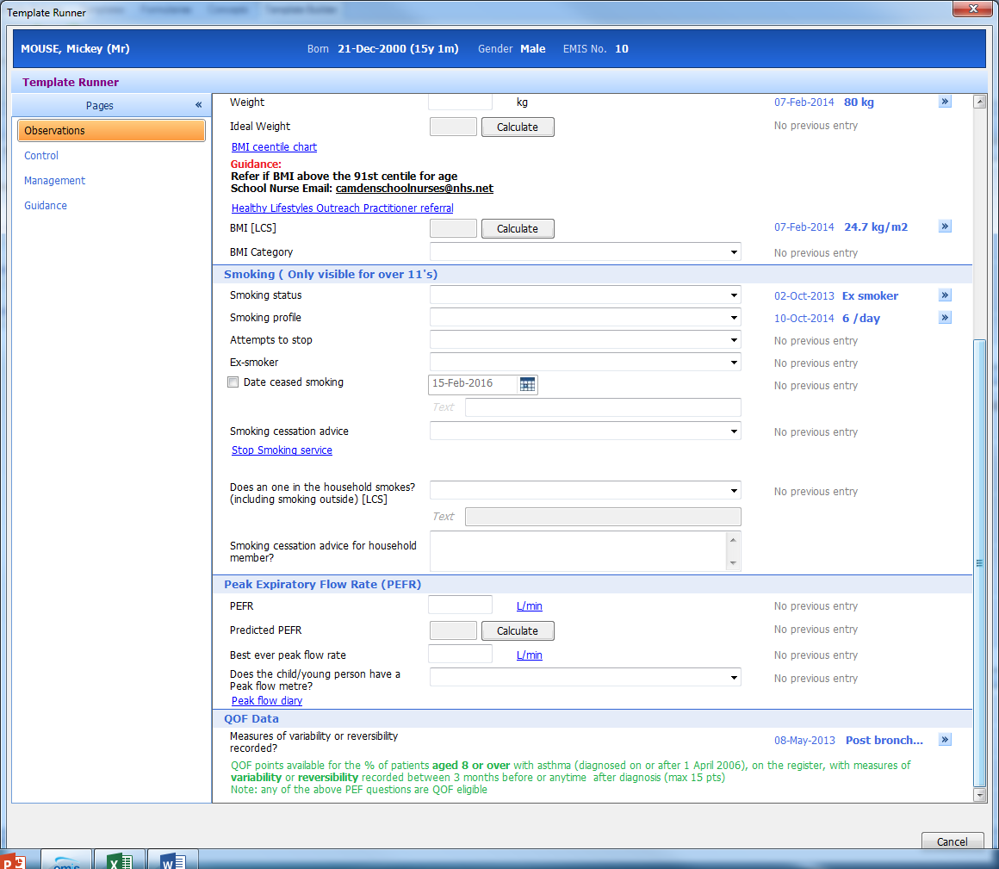 Template Runner
MOUSE, Mickey (Mr) Born 21-Dec-2000 (15y 1m) Gender Male EMIS No. 10
Template Runner
Pages «
Observations
Control
Management
Guidance
Weight kg 07-Feb-2014 80 kg »
Ideal Weight Calculate No previous entry
BMI ceentile chart
Guidance:
Refer if BMI above the 91st centile for age
School Nurse Email: camdenschoolnurses@nhs.net
Healthy Lifestyles Outreach Practitioner referral
BMI [LCS] Calculate 07-Feb-2014 24.7 kg/m2 »
BMI Category No previous entry
Smoking ( Only visible for over 11's)
Smoking status 02-Oct-2013 Ex smoker »
Smoking profile 10-Oct-2014 6 /day »
Attempts to stop No previous entry
Ex-smoker No previous entry
Date ceased smoking 15-Feb-2016 No previous entry
Text
Smoking cessation advice No previous entry
Stop Smoking service
Does an one in the household smokes?
(including smoking outside) [LCS] No previous entry
Text
Smoking cessation advice for household
member?
Peak Expiratory Flow Rate (PEFR)
PEFR L/min No previous entry
Predicted PEFR Calculate No previous entry
Best ever peak flow rate L/min No previous entry
Does the child/young person have a
Peak flow metre? No previous entry
Peak flow diary
QOF Data
Measures of variability or reversibility
recorded? 08-May-2013 Post bronch... »
QOF points available for the % of patients aged 8 or over with asthma (diagnosed on or after 1 April 2006), on the register, with measures of
variability or reversibility recorded between 3 months before or anytime after diagnosis (max 15 pts)
Note: any of the above PEF questions are QOF eligible
Cancel